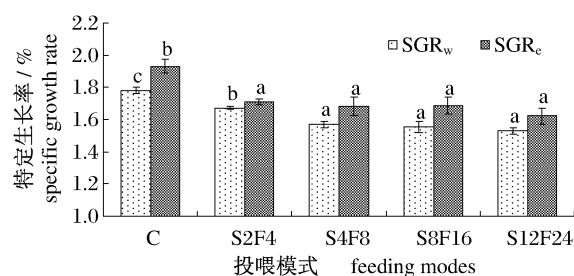 特定生长率 / %
specific growth rate
2.2
2.0
1.8
1.6
1.4
1.2
1.0
SGRw
SGRe
c
b
b
a
a
a
a
a
a
a
C
S2F4
S4F8
S8F16
S12F24
投喂模式 feeding modes